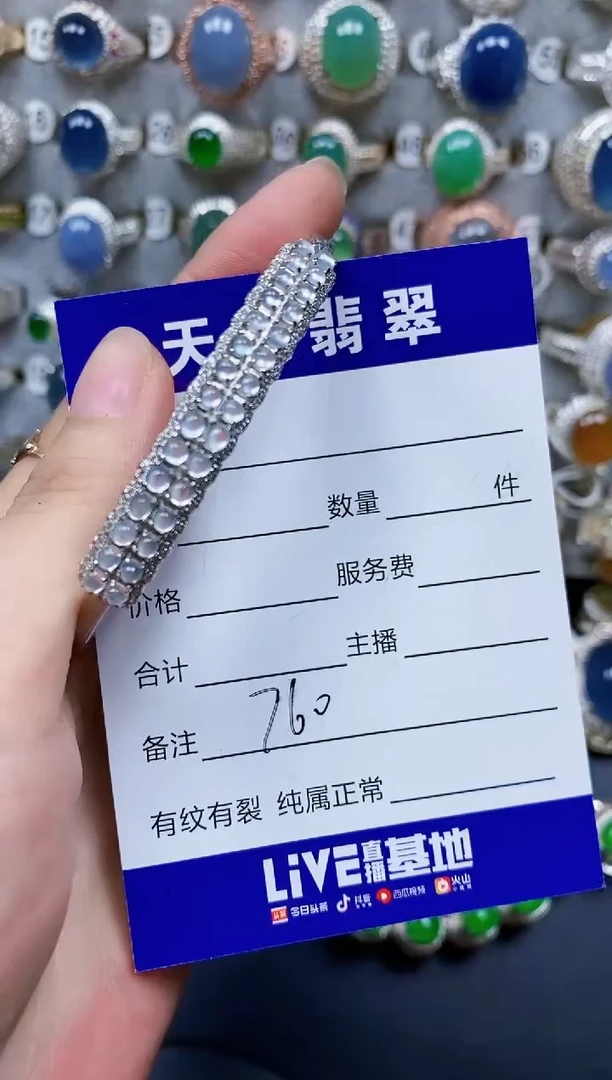 天 翡翠
数量 件
价格 服务费
合计 主播
备注 760
有纹有裂 纯属正常
LiVE直播基地
头条 今日头条 抖音 西瓜视频 火山